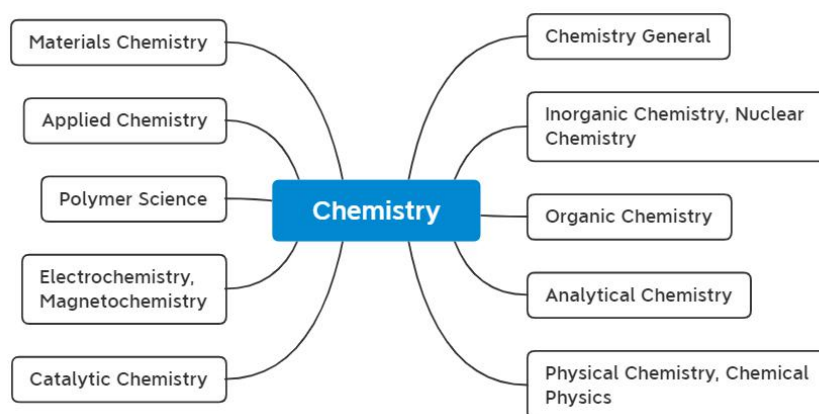 Materials Chemistry
Applied Chemistry
Polymer Science
Electrochemistry,
Magnetochemistry
Catalytic Chemistry
Chemistry
Chemistry General
Inorganic Chemistry, Nuclear
Chemistry
Organic Chemistry
Analytical Chemistry
Physical Chemistry, Chemical
Physics